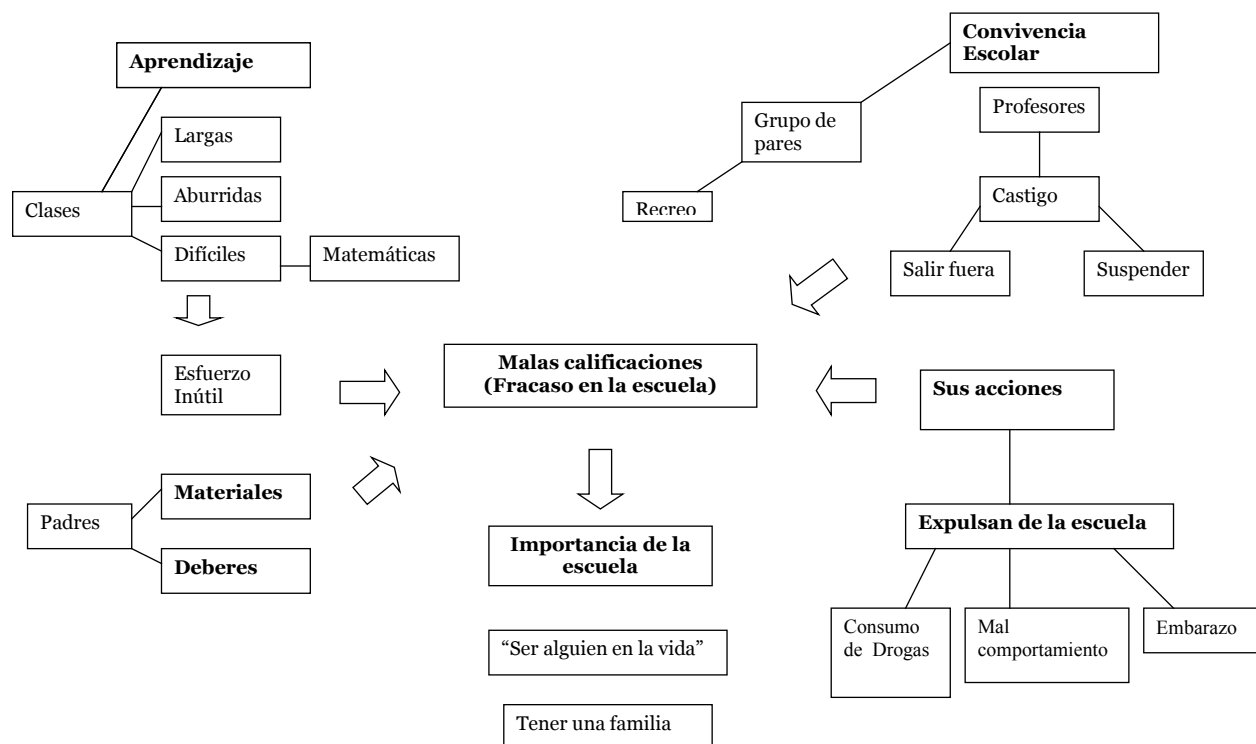 Aprendizaje
Largas
Aburridas
Clases
Difíciles
Matemáticas
Esfuerzo
Inútil
Padres
Materiales
Deberes
Convivencia
Escolar
Grupo de
pares
Recreo
Profesores
Castigo
Salir fuera
Suspender
Malas calificaciones
(Fracaso en la escuela)
Importancia de la
escuela
“Ser alguien en la vida”
Tener una familia
Sus acciones
Expulsan de la escuela
Consumo
de Drogas
Mal
comportamiento
Embarazo